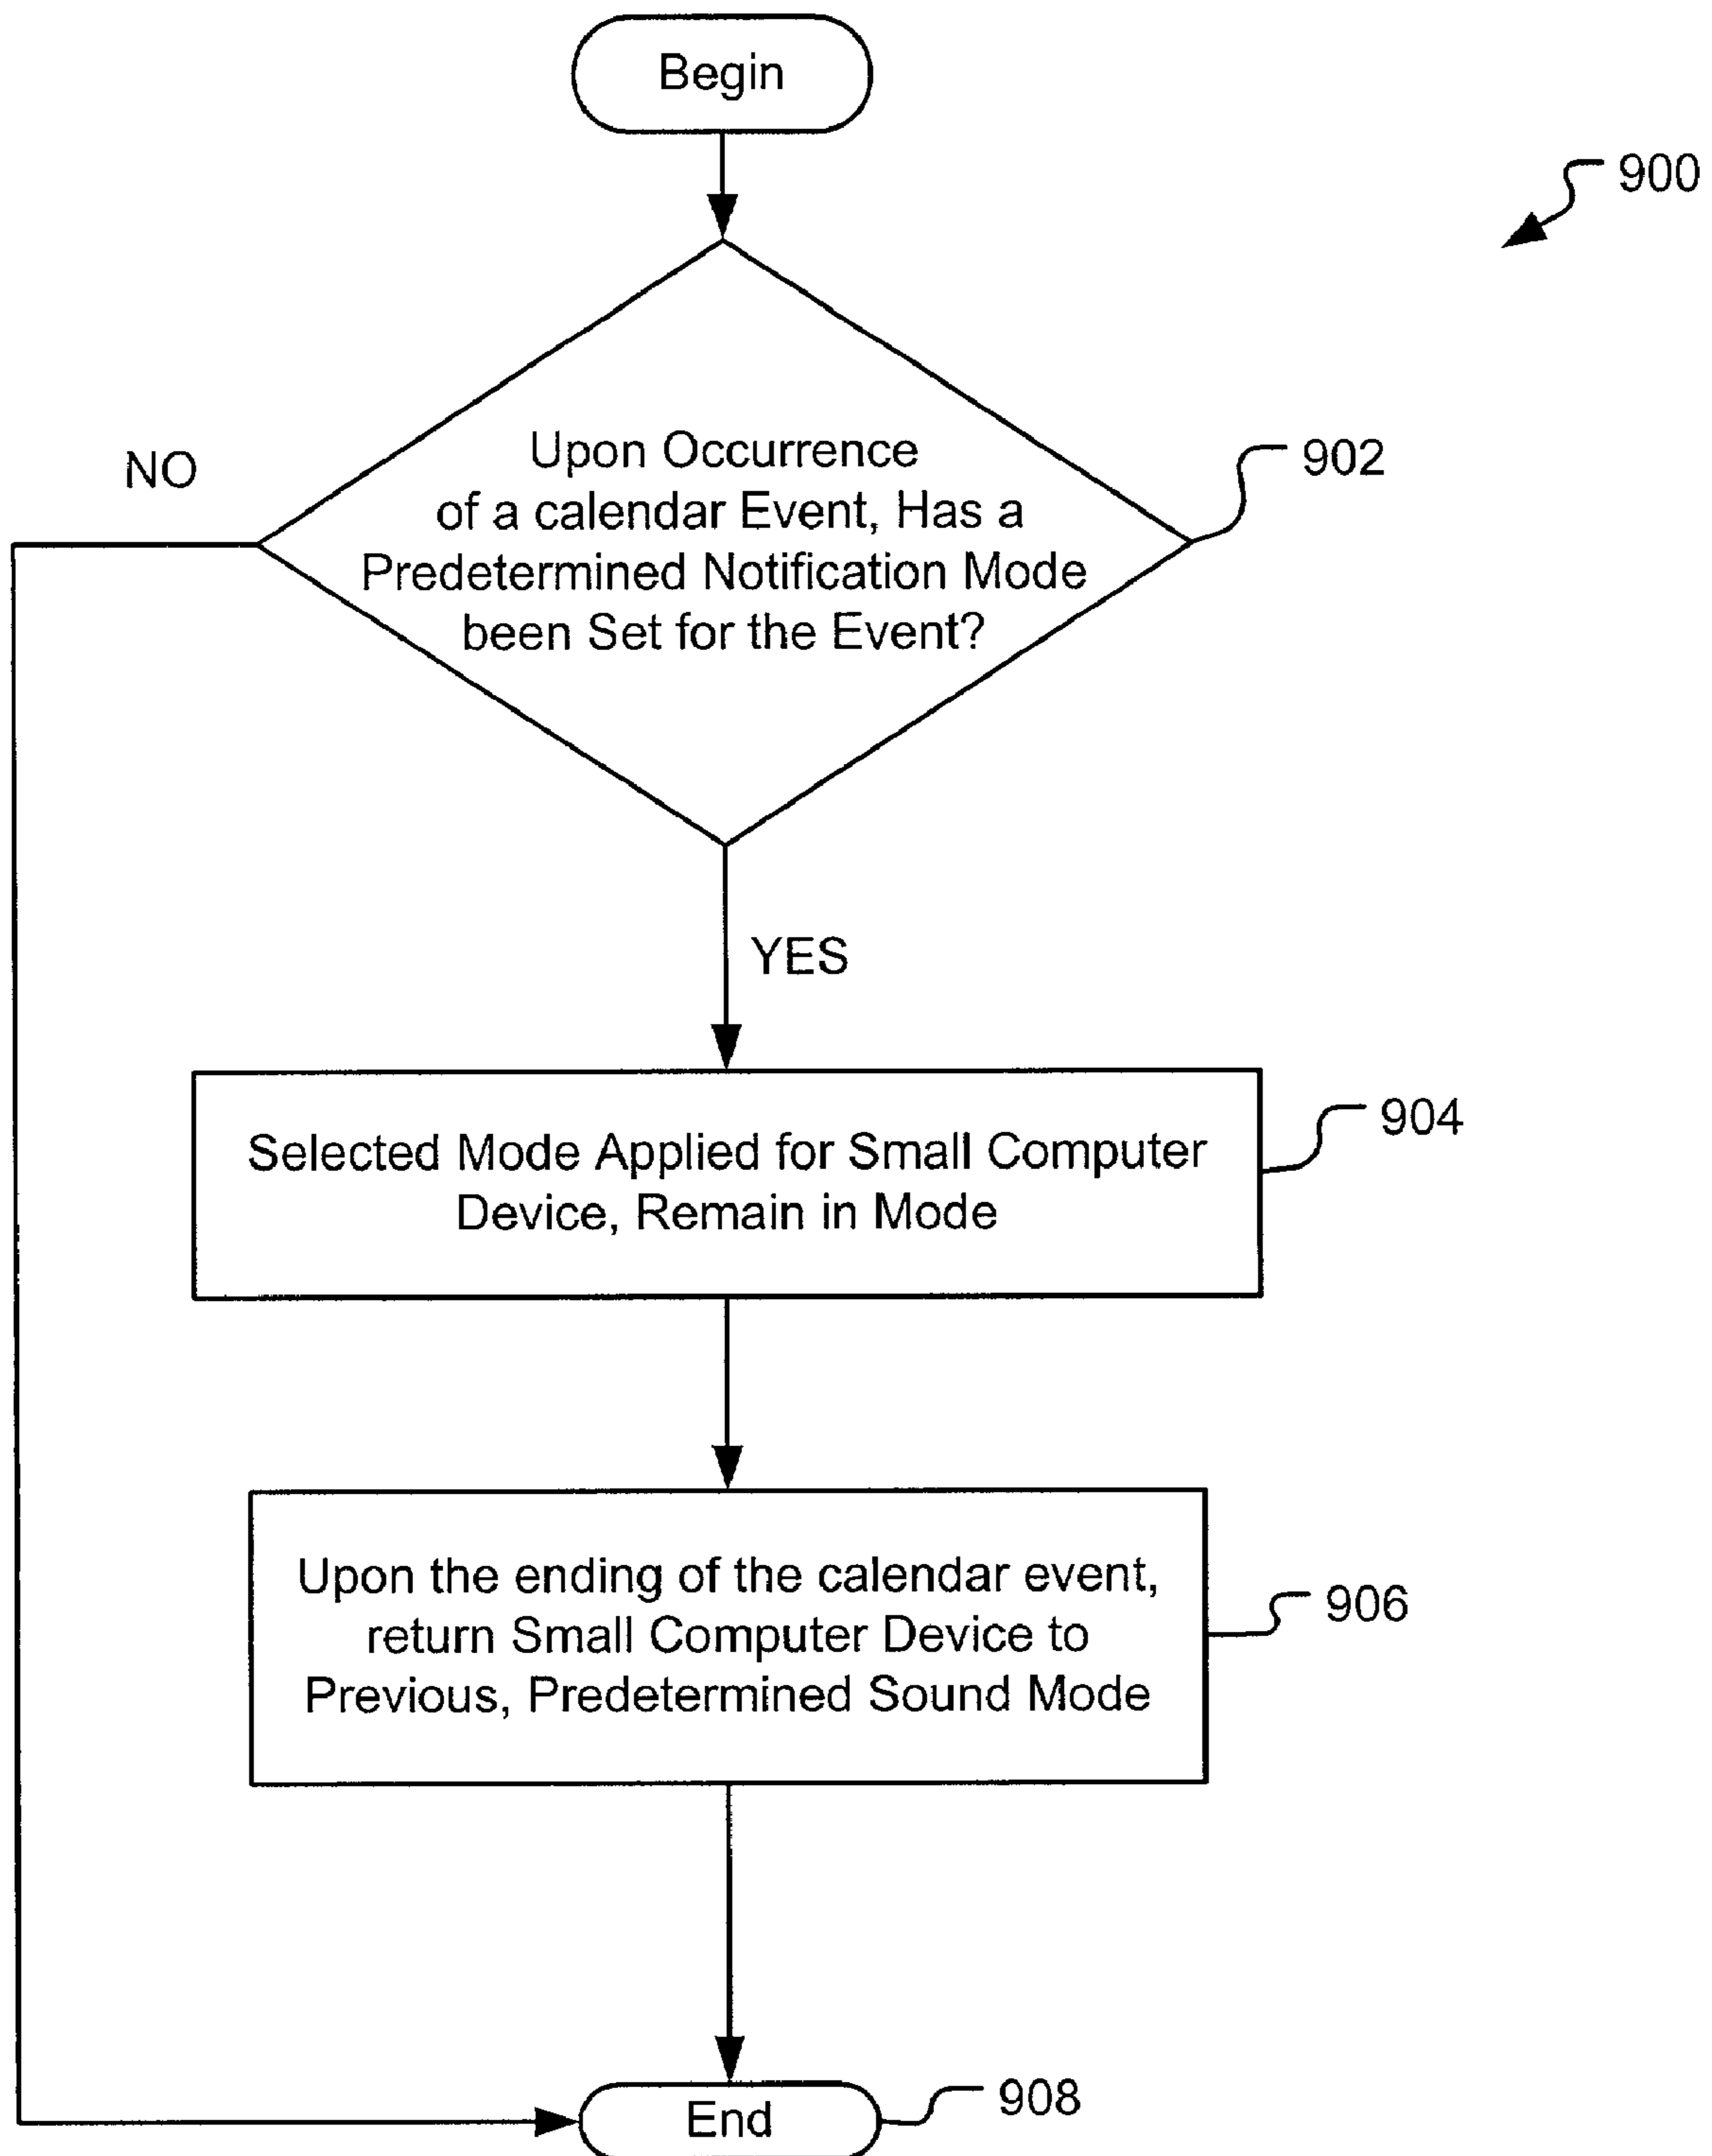 Begin
900
Upon Occurrence
of a calendar Event, Has a
Predetermined Notification Mode
been Set for the Event?
902
NO
YES
Selected Mode Applied for Small Computer
Device, Remain in Mode
904
Upon the ending of the calendar event,
return Small Computer Device to
Previous, Predetermined Sound Mode
906
End
908